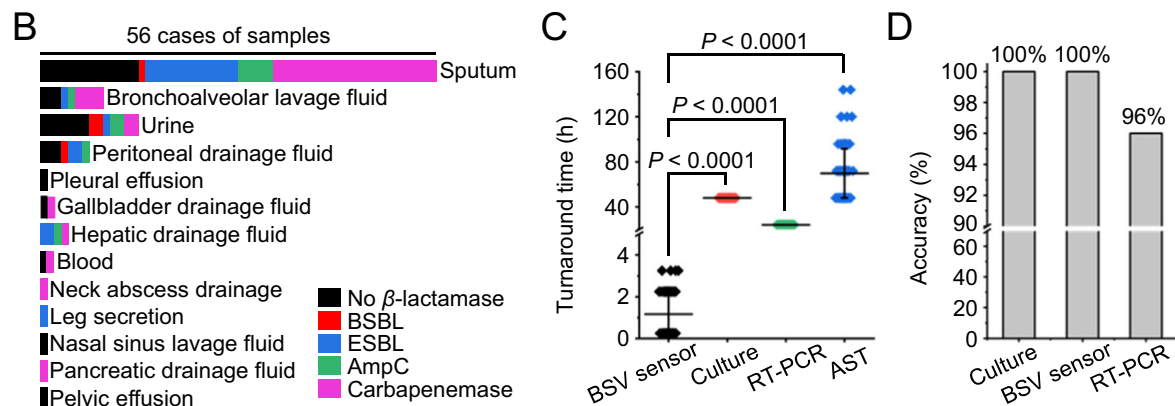 B
56 cases of samples
Sputum
Bronchoalveolar lavage fluid
Urine
Peritoneal drainage fluid
Pleural effusion
Gallbladder drainage fluid
Hepatic drainage fluid
Blood
Neck abscess drainage
Leg secretion
Nasal sinus lavage fluid
Pancreatic drainage fluid
Pelvic effusion
No β-lactamase
BSBL
ESBL
AmpC
Carbapenemase
C
P < 0.0001
P < 0.0001
P < 0.0001
Turnaround time (h)
160
120
80
40
4
2
0
BSV sensor
Culture
RT-PCR
AST
D
100%
100%
96%
Accuracy (%)
100
98
96
94
92
90
60
40
20
0
Culture
BSV sensor
RT-PCR